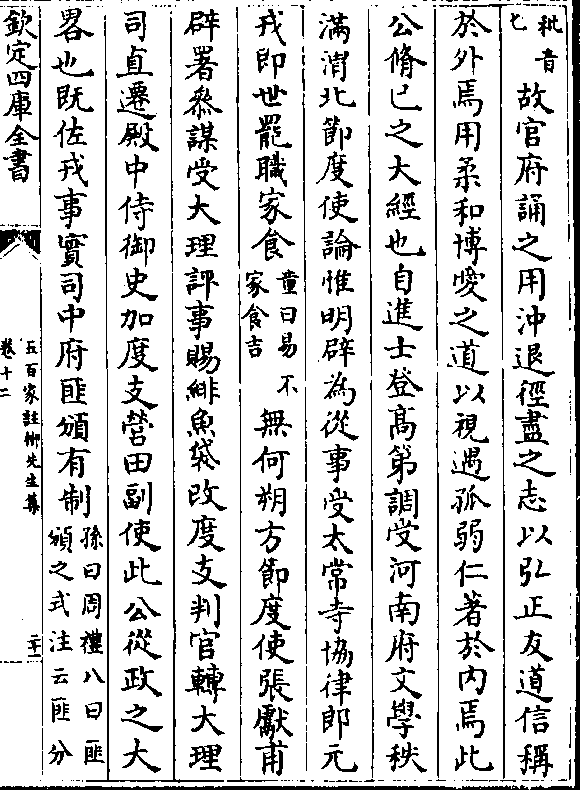 秕音
匕
故官府誦之用沖退徑盡之志以弘正友道信稱
於外焉用柔和博愛之道以視遇孤弱仁著於内焉此
公脩已之大經也自進士登髙第調受河南府文學秩
滿渭北節度使論惟明辟為從事受太常寺協律郎元
戎即世罷職家食
童曰易不
家食吉
無何朔方節度使張獻甫
辟署叅謀受大理評事賜緋魚袋改度支判官轉大理
司直遷殿中侍御史加度支營田副使此公從政之大
畧也既佐戎事實司中府匪頒有制
孫曰周禮八曰匪
頒之式注云匪分
欽定四庫全書
五百家註栁先生集
卷十二
二十一